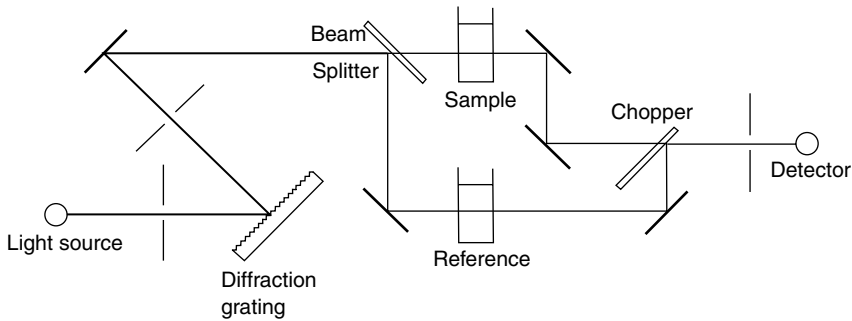 Beam
Splitter
Sample
Chopper
Detector
Light source
Diffraction
grating
Reference